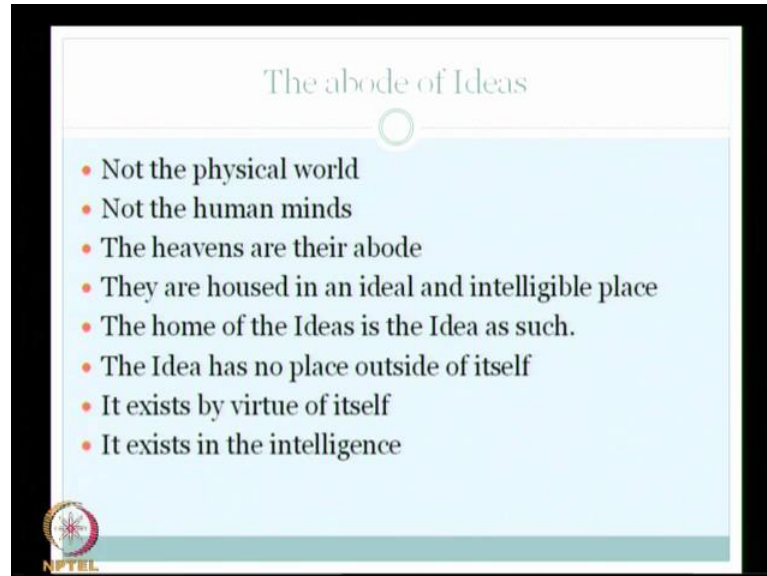 The abode of Ideas
Not the physical world
Not the human minds
The heavens are their abode
They are housed in an ideal and intelligible place
The home of the Ideas is the Idea as such.
The Idea has no place outside of itself
It exists by virtue of itself
It exists in the intelligence
NPTEL